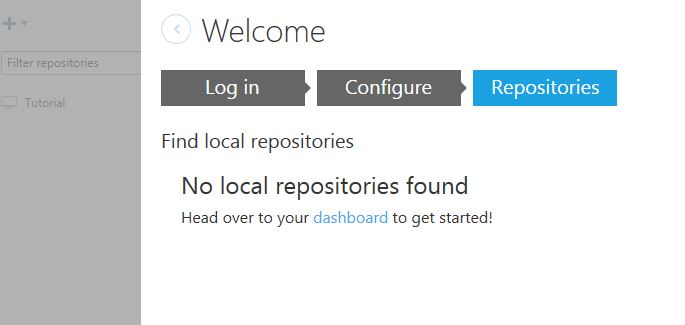 Welcome
Filter repositories
Tutorial
Log in
Configure
Repositories
Find local repositories
No local repositories found
Head over to your dashboard to get started!